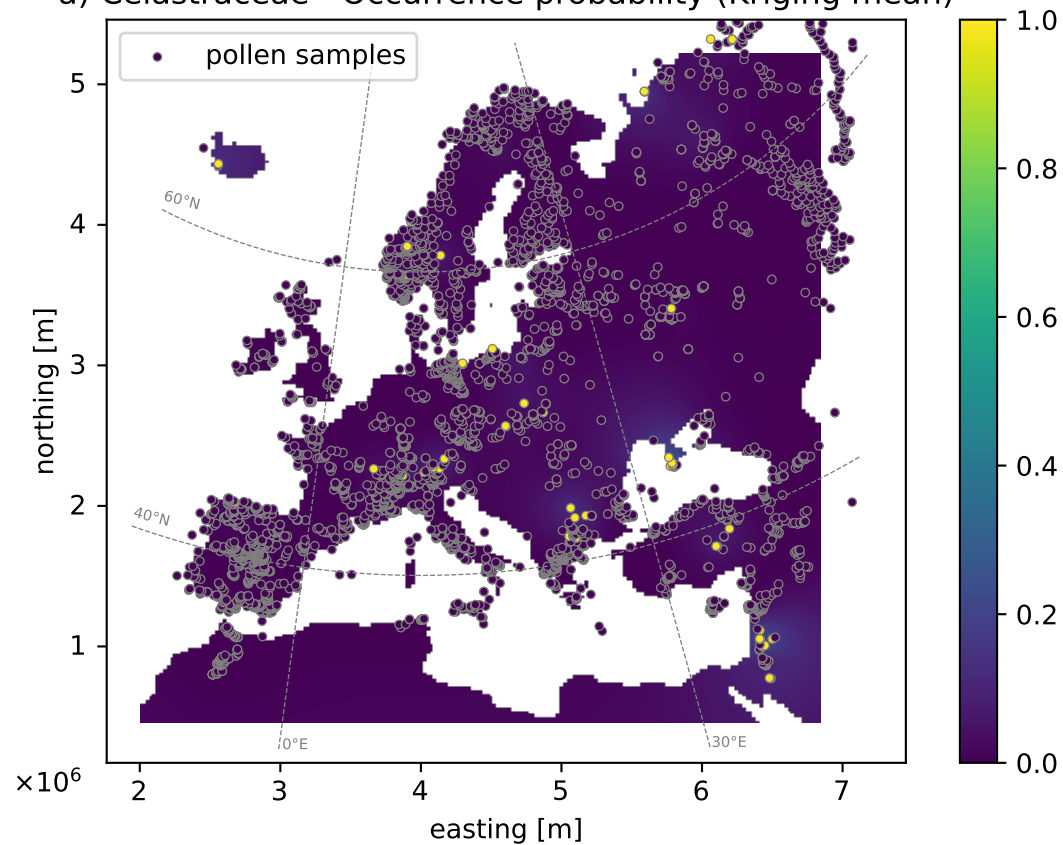 a) Celastraceae - Occurrence probability (Kriging mean)
pollen samples
60°N
40°N
0°E
30°E
5
4
3
2
1
northing [m]
×10⁶
2
3
4
5
6
7
easting [m]
1.0
0.8
0.6
0.4
0.2
0.0